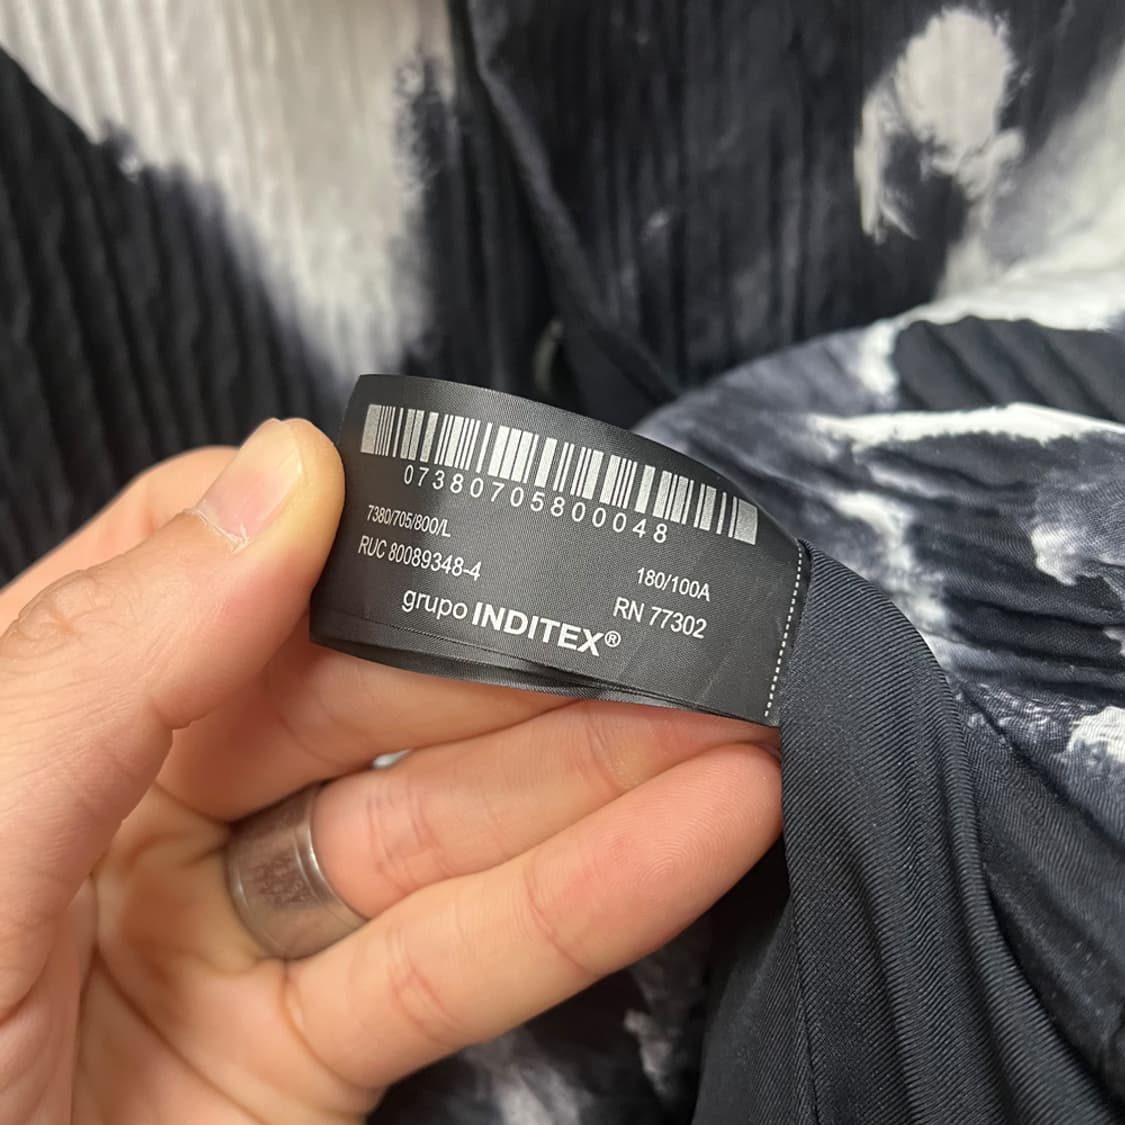 07380705800048
7380/705/800/L
RUC 80089348-4
180/100A
RN 77302
grupo INDITEX®